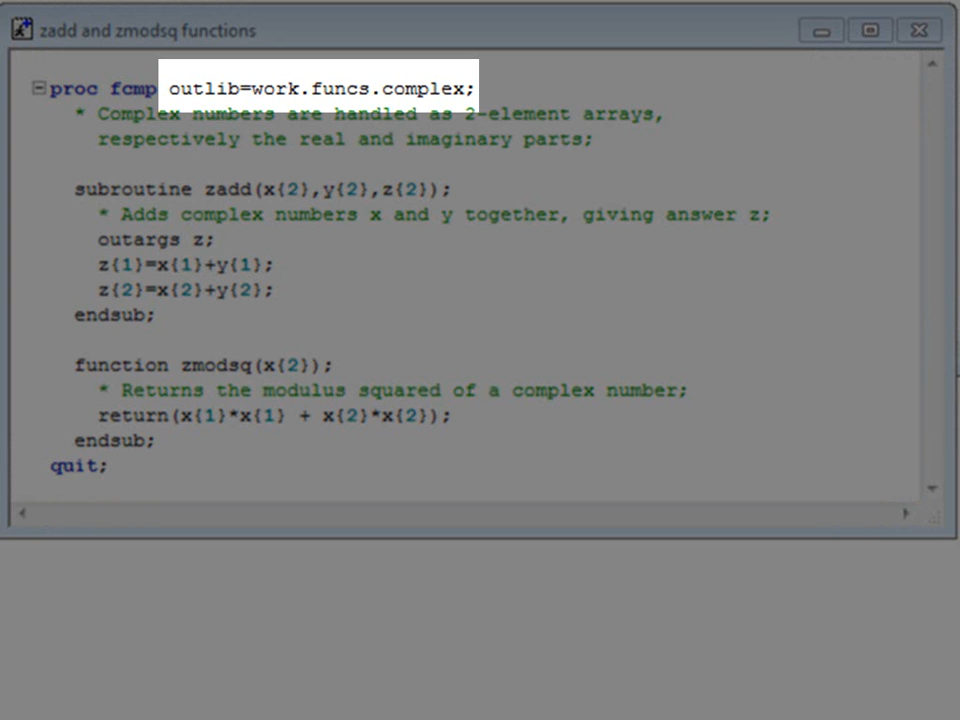 zadd and zmodsq functions
proc fcmp outlib=work.funcs.complex;
* Complex numbers are handled as 2-element arrays,
respectively the real and imaginary parts;
subroutine zadd(x{2},y{2},z{2});
* Adds complex numbers x and y together, giving answer z;
outargs z;
z{1}=x{1}+y{1};
z{2}=x{2}+y{2};
endsub;
function zmodsq(x{2});
* Returns the modulus squared of a complex number;
return(x{1}*x{1} + x{2}*x{2});
endsub;
quit;